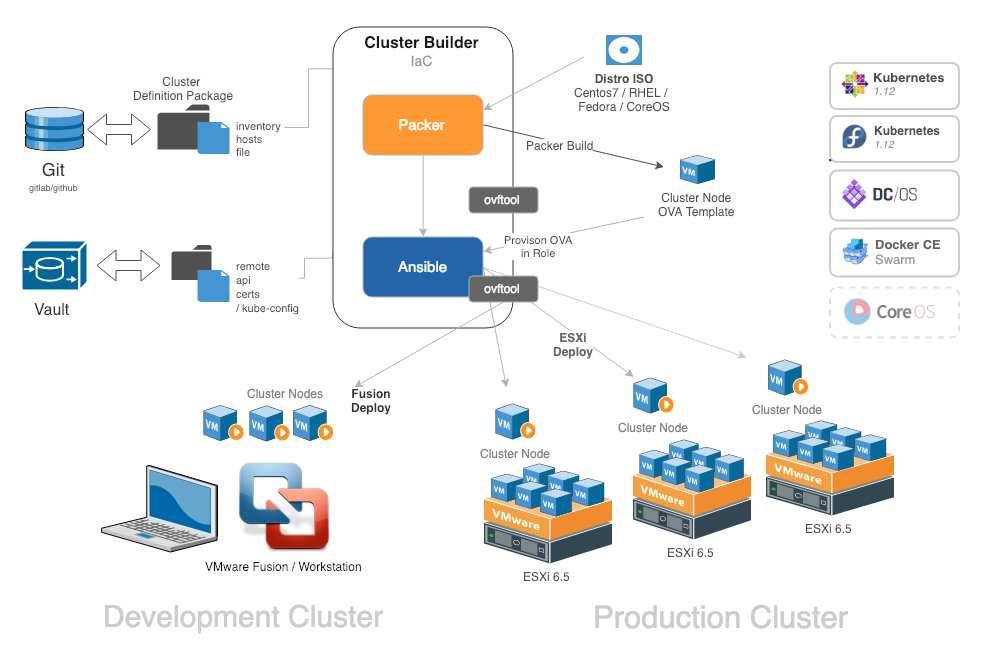 Cluster Builder
IaC
Distro ISO
Centos7 / RHEL /
Fedora / CoreOS
Cluster
Definition Package
inventory
hosts
file
Git
gitlab/github
Packer
Packer Build
VM
Cluster Node
OVA Template
ovftool
Provison OVA
in Role
Ansible
ovftool
remote
api
certs
/ kube-config
Vault
Kubernetes
1.12
Kubernetes
1.12
DC/OS
Docker CE
Swarm
Core OS
ESXi
Deploy
Fusion
Deploy
Cluster Nodes
VM
VM
VM
VMware Fusion / Workstation
VM
Cluster Node
VM
VM
VM
VM
VM
VM
VMware
ESXi 6.5
VM
Cluster Node
VM
VM
VM
VM
VM
VM
VMware
ESXi 6.5
VM
Cluster Node
VM
VM
VM
VM
VM
VM
VMware
ESXi 6.5
Development Cluster
Production Cluster